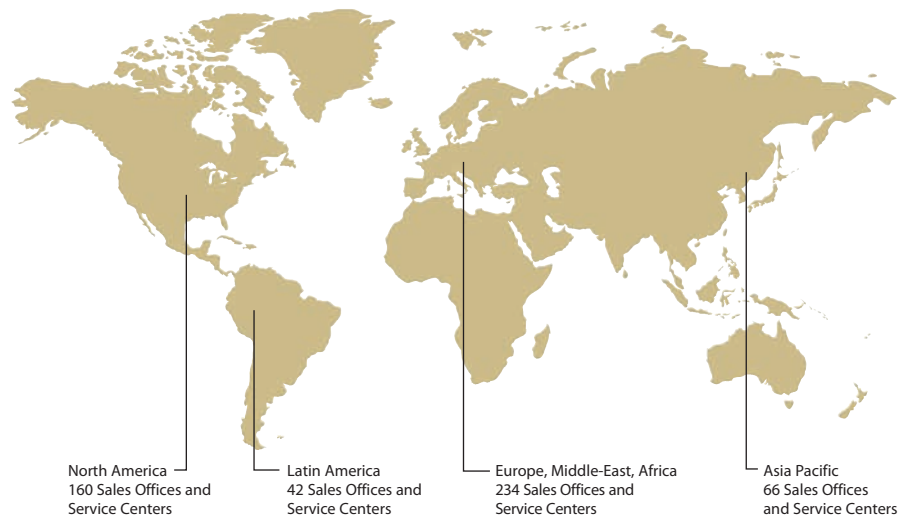 North America
160 Sales Offices and
Service Centers
Latin America
42 Sales Offices and
Service Centers
Europe, Middle-East, Africa
234 Sales Offices and
Service Centers
Asia Pacific
66 Sales Offices
and Service Centers